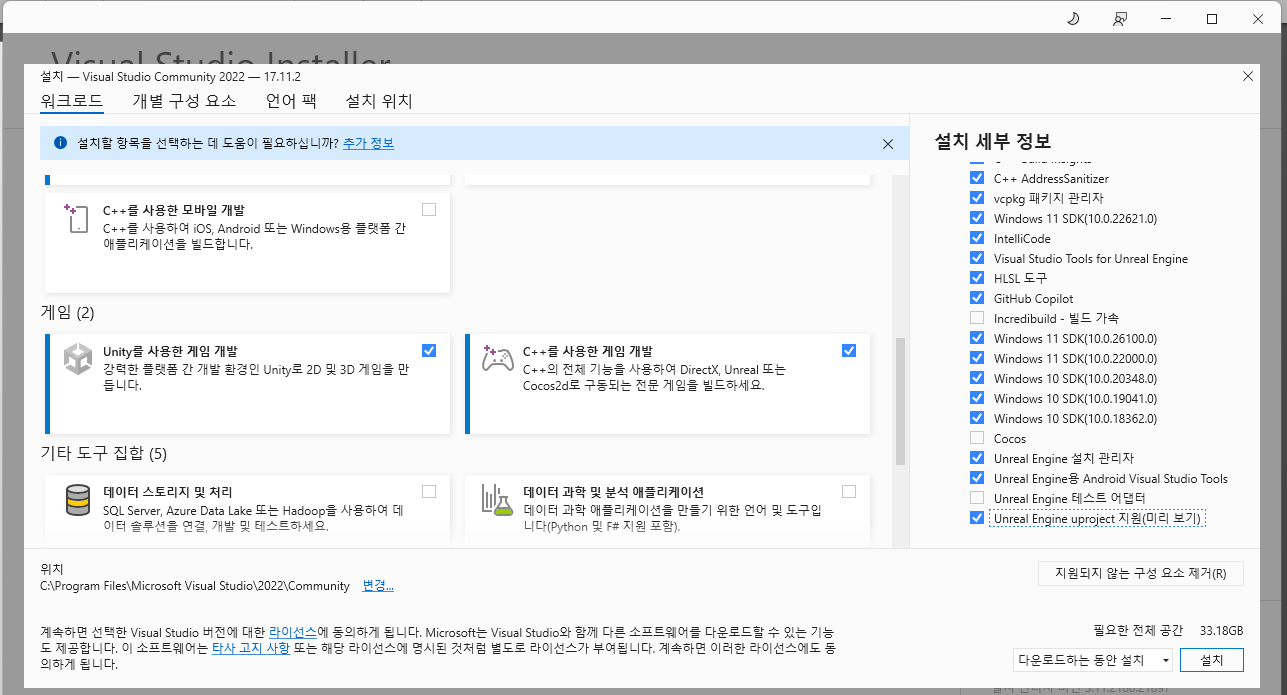 Visual Studio Installer
설치 — Visual Studio Community 2022 — 17.11.2
워크로드 개별 구성 요소 언어 팩 설치 위치
설치할 항목을 선택하는 데 도움이 필요하십니까? 추가 정보
C++를 사용한 모바일 개발
C++를 사용하여 iOS, Android 또는 Windows용 플랫폼 간
애플리케이션을 빌드합니다.
게임 (2)
Unity를 사용한 게임 개발
강력한 플랫폼 간 개발 환경인 Unity로 2D 및 3D 게임을 만
듭니다.
C++를 사용한 게임 개발
C++의 전체 기능을 사용하여 DirectX, Unreal 또는
Cocos2d로 구동되는 전문 게임을 빌드하세요.
기타 도구 집합 (5)
데이터 스토리지 및 처리
SQL Server, Azure Data Lake 또는 Hadoop을 사용하여 데
이터 솔루션을 연결, 개발 및 테스트하세요.
데이터 과학 및 분석 애플리케이션
데이터 과학 애플리케이션을 만들기 위한 언어 및 도구입
니다(Python 및 F# 지원 포함).
설치 세부 정보
C++ Build Insights
C++ AddressSanitizer
vcpkg 패키지 관리자
Windows 11 SDK(10.0.22621.0)
IntelliCode
Visual Studio Tools for Unreal Engine
HLSL 도구
GitHub Copilot
Incredibuild - 빌드 가속
Windows 11 SDK(10.0.26100.0)
Windows 11 SDK(10.0.22000.0)
Windows 10 SDK(10.0.20348.0)
Windows 10 SDK(10.0.19041.0)
Windows 10 SDK(10.0.18362.0)
Cocos
Unreal Engine 설치 관리자
Unreal Engine용 Android Visual Studio Tools
Unreal Engine 테스트 어댑터
Unreal Engine uproject 지원(미리 보기)
위치
C:\Program Files\Microsoft Visual Studio\2022\Community 변경...
지원되지 않는 구성 요소 제거(R)
계속하면 선택한 Visual Studio 버전에 대한 라이선스에 동의하게 됩니다. Microsoft는 Visual Studio와 함께 다른 소프트웨어를 다운로드할 수 있는 기능
도 제공합니다. 이 소프트웨어는 타사 고지 사항 또는 해당 라이선스에 명시된 것처럼 별도로 라이선스가 부여됩니다. 계속하면 이러한 라이선스에도 동
의하게 됩니다.
필요한 전체 공간 33.18GB
다운로드하는 동안 설치 설치